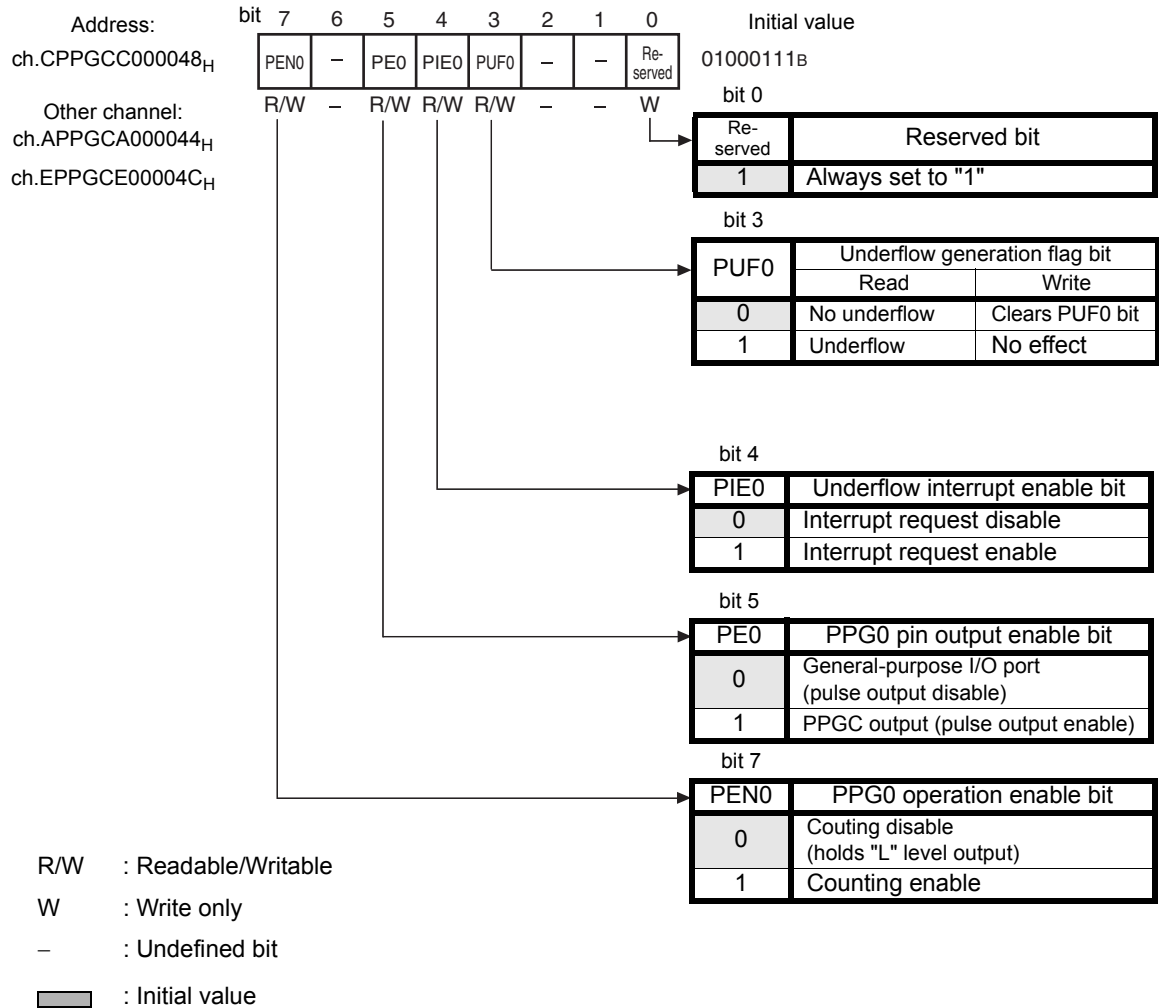 Address:
bit 7 6 5 4 3 2 1 0
Initial value
ch.CPPGCC000048H
PEN0 – PE0 PIE0 PUF0 – – Re-served
01000111B
R/W – R/W R/W R/W – – W
Other channel:
ch.APPGCA000044H
ch.EPPGCE00004CH
bit 0
Re-served Reserved bit
1 Always set to "1"
bit 3
PUF0 Underflow generation flag bit
Read Write
0 No underflow Clears PUF0 bit
1 Underflow No effect
bit 4
PIE0 Underflow interrupt enable bit
0 Interrupt request disable
1 Interrupt request enable
bit 5
PE0 PPG0 pin output enable bit
0 General-purpose I/O port
(pulse output disable)
1 PPGC output (pulse output enable)
bit 7
PEN0 PPG0 operation enable bit
0 Couting disable
(holds "L" level output)
1 Counting enable
R/W : Readable/Writable
W : Write only
– : Undefined bit
: Initial value